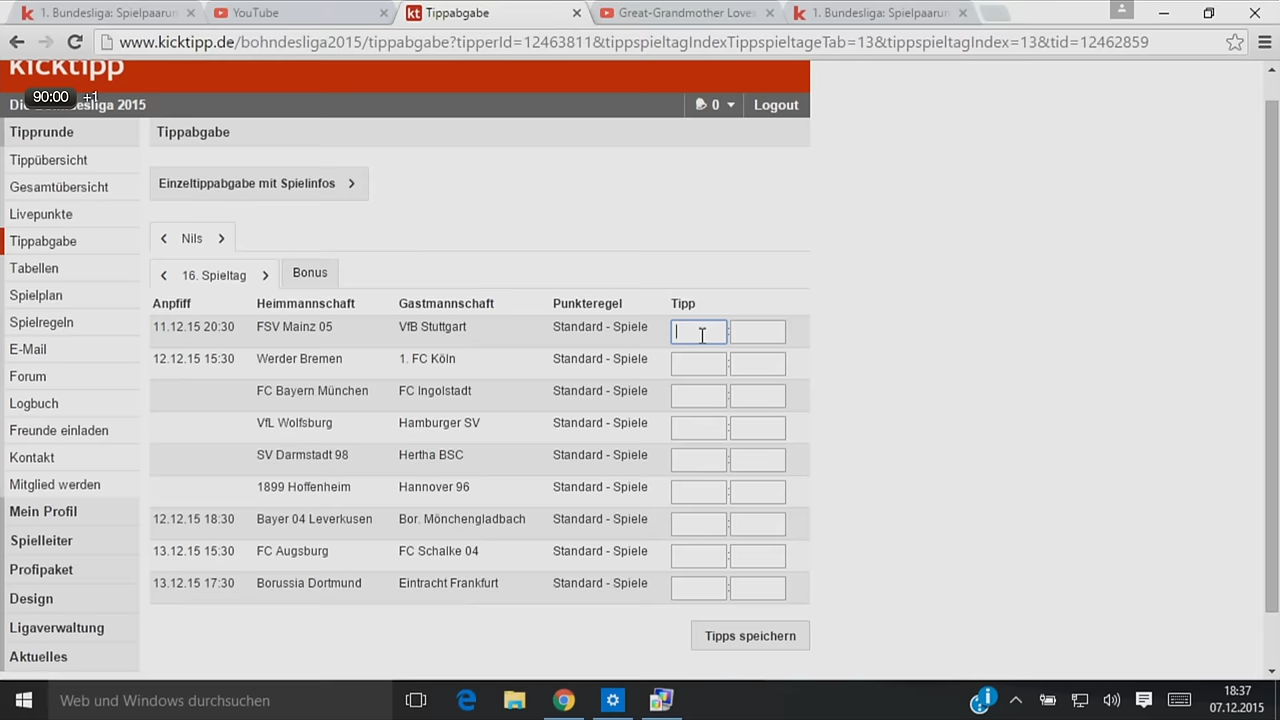 1. Bundesliga: Spielpaarun
YouTube
Tippabgabe
Great-Grandmother Loves
1. Bundesliga: Spielpaarun
www.kicktipp.de/bohndesliga2015/tippabgabe?tipperId=12463811&tippspieltagIndexTippspieltageTab=13&tippspieltagIndex=13&tid=12462859
kicktipp
90:00 +1
Die Bohndesliga 2015
0
Logout
Tipprunde
Tippübersicht
Gesamtübersicht
Livepunkte
Tippabgabe
Tabellen
Spielplan
Spielregeln
E-Mail
Forum
Logbuch
Freunde einladen
Kontakt
Mitglied werden
Mein Profil
Spielleiter
Profipaket
Design
Ligaverwaltung
Aktuelles
Tippabgabe
Einzeltippabgabe mit Spielinfos
Nils
16. Spieltag
Bonus
Anpfiff Heimmannschaft Gastmannschaft Punkteregel Tipp
11.12.15 20:30 FSV Mainz 05 VfB Stuttgart Standard - Spiele :
12.12.15 15:30 Werder Bremen 1. FC Köln Standard - Spiele :
FC Bayern München FC Ingolstadt Standard - Spiele :
VfL Wolfsburg Hamburger SV Standard - Spiele :
SV Darmstadt 98 Hertha BSC Standard - Spiele :
1899 Hoffenheim Hannover 96 Standard - Spiele :
12.12.15 18:30 Bayer 04 Leverkusen Bor. Mönchengladbach Standard - Spiele :
13.12.15 15:30 FC Augsburg FC Schalke 04 Standard - Spiele :
13.12.15 17:30 Borussia Dortmund Eintracht Frankfurt Standard - Spiele :
Tipps speichern
Web und Windows durchsuchen
18:37
07.12.2015